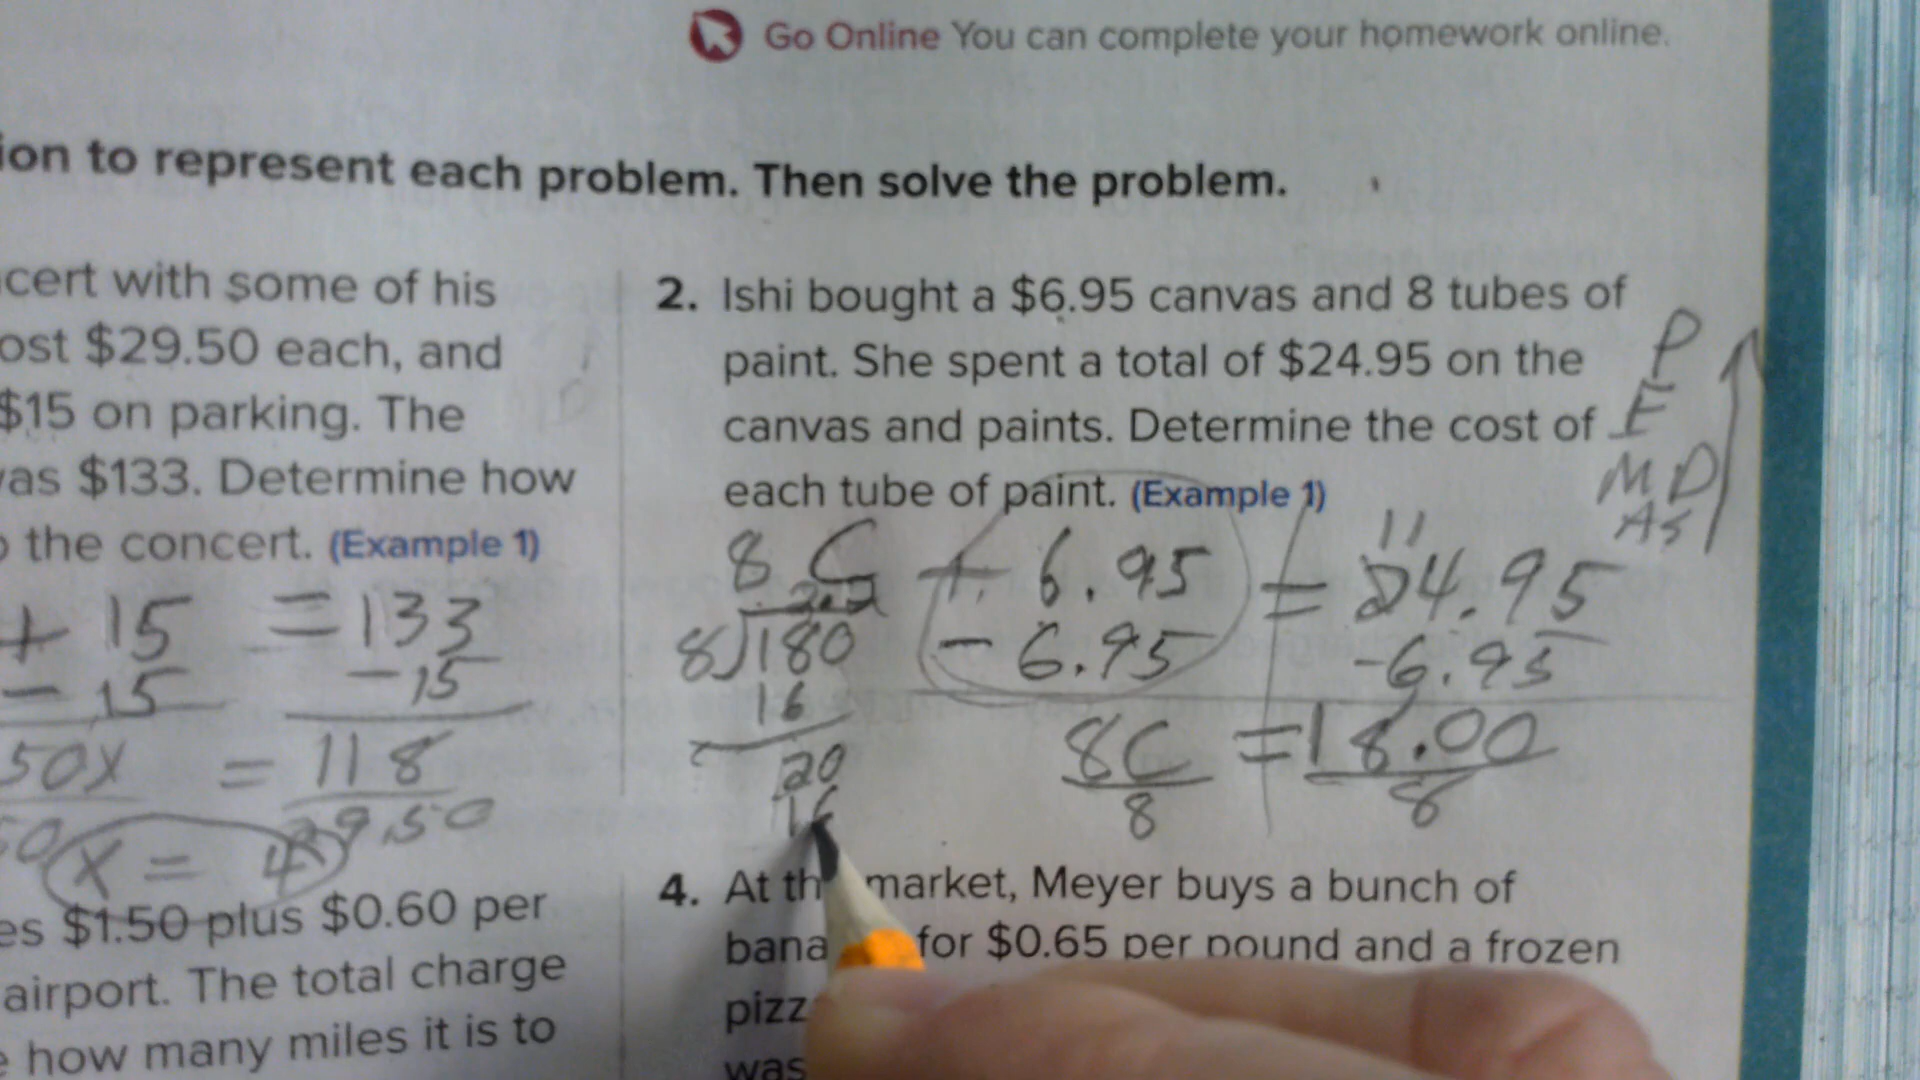 Go Online You can complete your homework online.
ion to represent each problem. Then solve the problem.
cert with some of his
ost $29.50 each, and
$15 on parking. The
as $133. Determine how
the concert. (Example 1)
+ 15 = 133
- 15 -15
50x = 118
29.50
x = 4
es $1.50 plus $0.60 per
airport. The total charge
how many miles it is to
2. Ishi bought a $6.95 canvas and 8 tubes of
paint. She spent a total of $24.95 on the
canvas and paints. Determine the cost of
each tube of paint. (Example 1)
P
E
M D
AS
8 C + 6.95 = 24.95
- 6.95 -6.95
8C = 18.00
8 8
8)180
16
20
16
4. At th market, Meyer buys a bunch of
bana for $0.65 per pound and a frozen
pizz
was